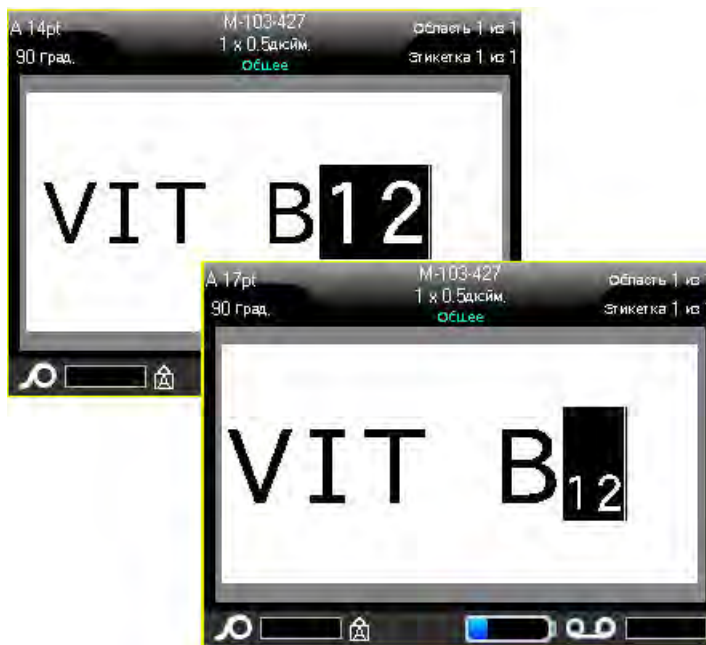 A 14pt
M-103-427
Область 1 из 1
90 Град.
1 x 0.5дюйм.
Этикетка 1 из 1
Общее
VIT B12
A 17pt
M-103-427
Область 1 из
90 Град.
1 x 0.5дюйм.
Этикетка 1 из
Общее
VIT B12